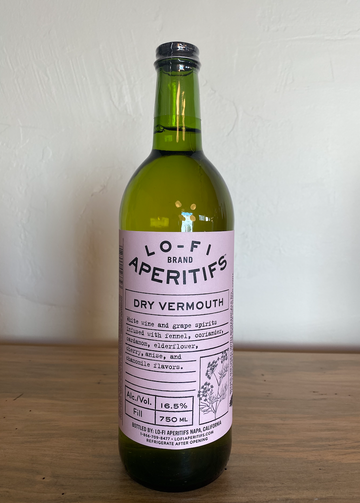 LO-FI
BRAND
APERITIFS
DRY VERMOUTH
White wine and grape spirits
infused with fennel, coriander,
cardamom, elderflower,
cherry, anise, and
chamomile flavors.
Alc./Vol. 16.5%
Fill 750 ML
BOTTLED BY: LO-FI APERITIFS NAPA, CALIFORNIA
LOFIAPERITIFS.COM
REFRIGERATE AFTER OPENING